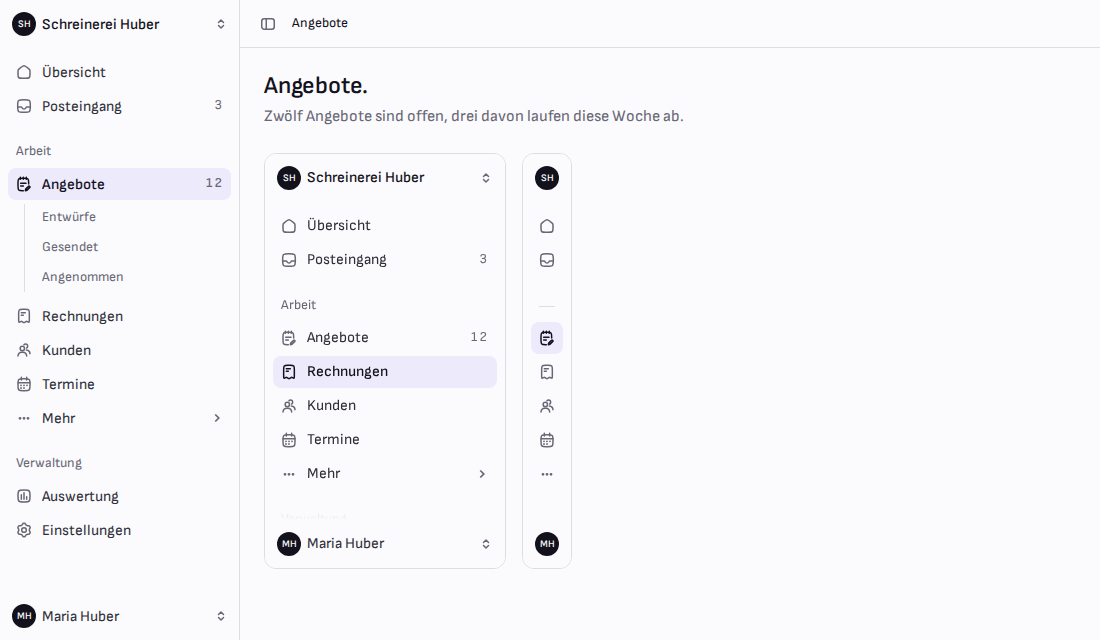 SH Schreinerei Huber
Übersicht
Posteingang 3
Arbeit
Angebote 12
Entwürfe
Gesendet
Angenommen
Rechnungen
Kunden
Termine
Mehr
Verwaltung
Auswertung
Einstellungen
MH Maria Huber
Angebote
Angebote.
Zwölf Angebote sind offen, drei davon laufen diese Woche ab.
SH Schreinerei Huber
Übersicht
Posteingang 3
Arbeit
Angebote 12
Rechnungen
Kunden
Termine
Mehr
MH Maria Huber
SH
MH